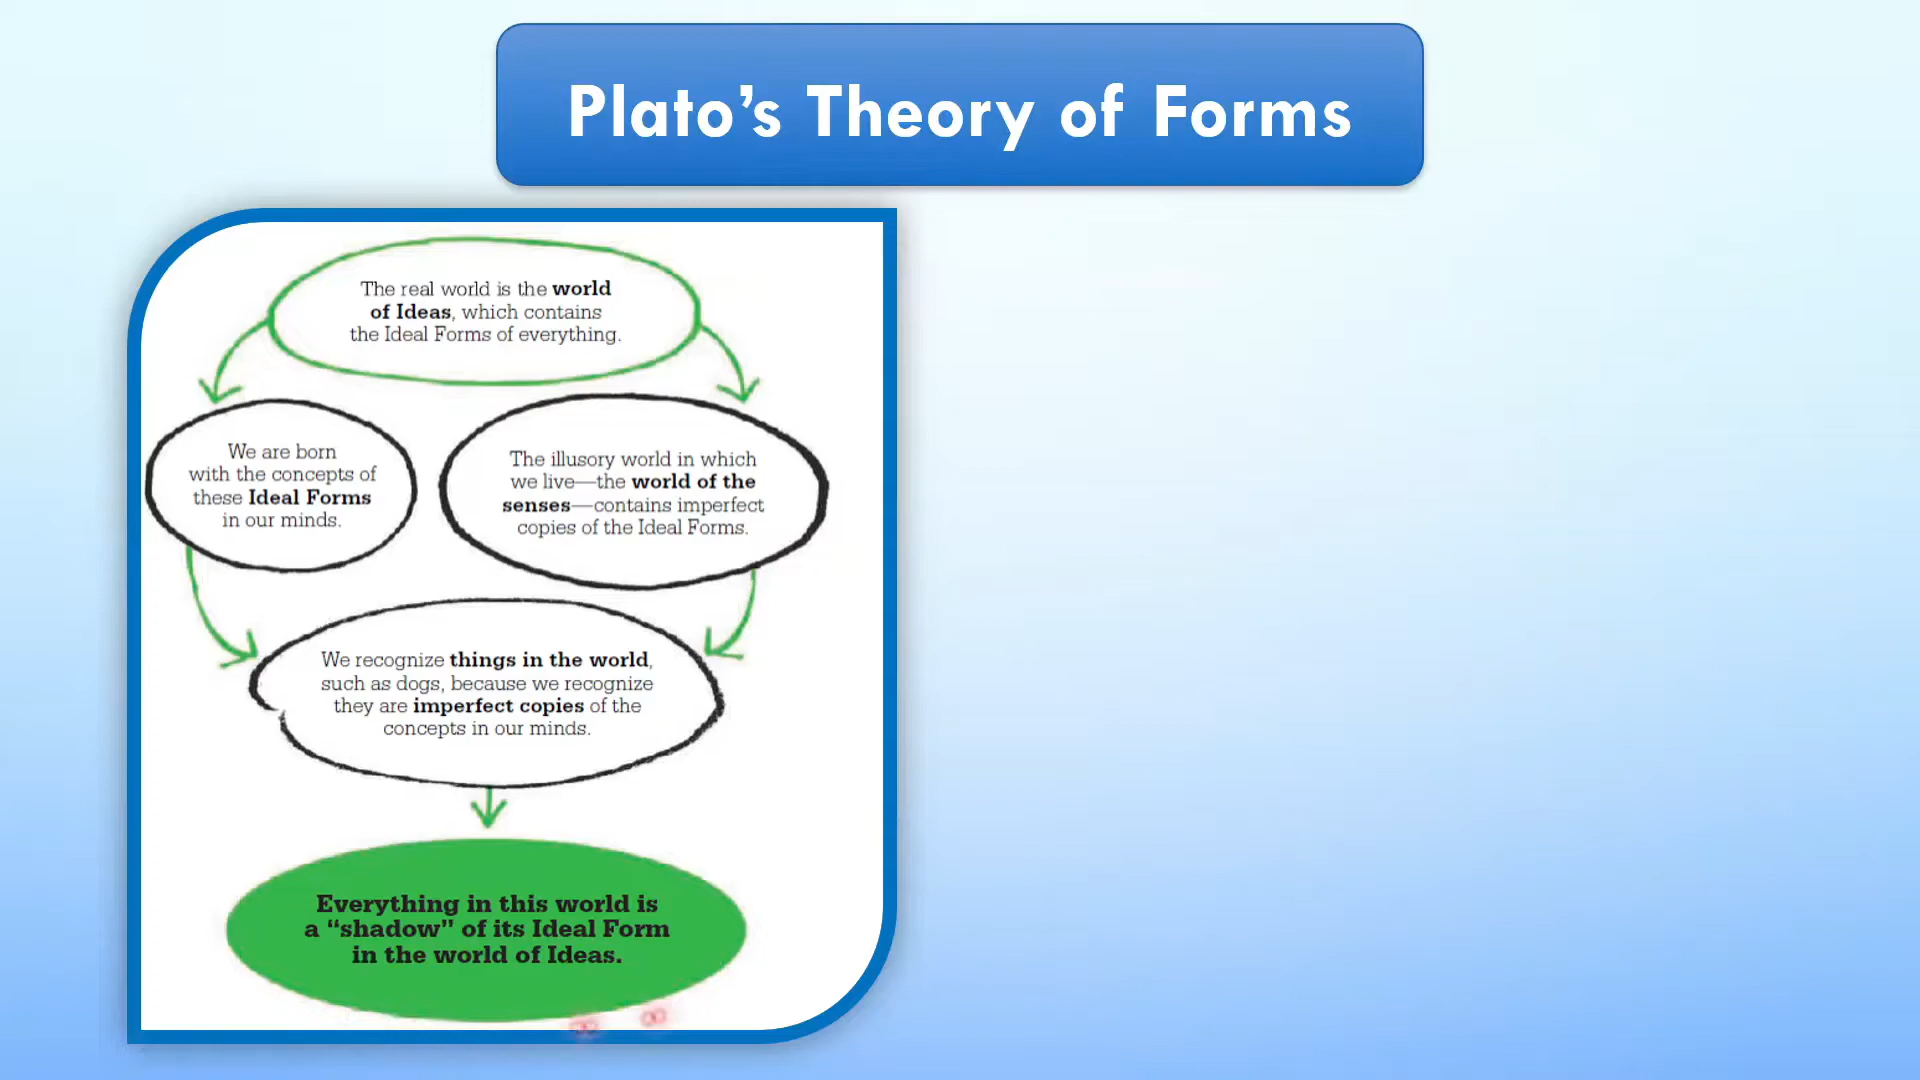 Plato’s Theory of Forms
The real world is the world
of Ideas, which contains
the Ideal Forms of everything.
We are born
with the concepts of
these Ideal Forms
in our minds.
The illusory world in which
we live—the world of the
senses—contains imperfect
copies of the Ideal Forms.
We recognize things in the world,
such as dogs, because we recognize
they are imperfect copies of the
concepts in our minds.
Everything in this world is
a “shadow” of its Ideal Form
in the world of Ideas.